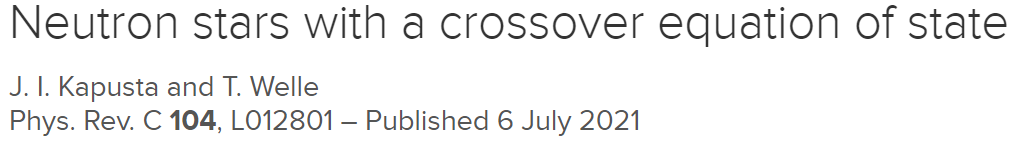 Neutron stars with a crossover equation of state
J. I. Kapusta and T. Welle
Phys. Rev. C 104, L012801 – Published 6 July 2021